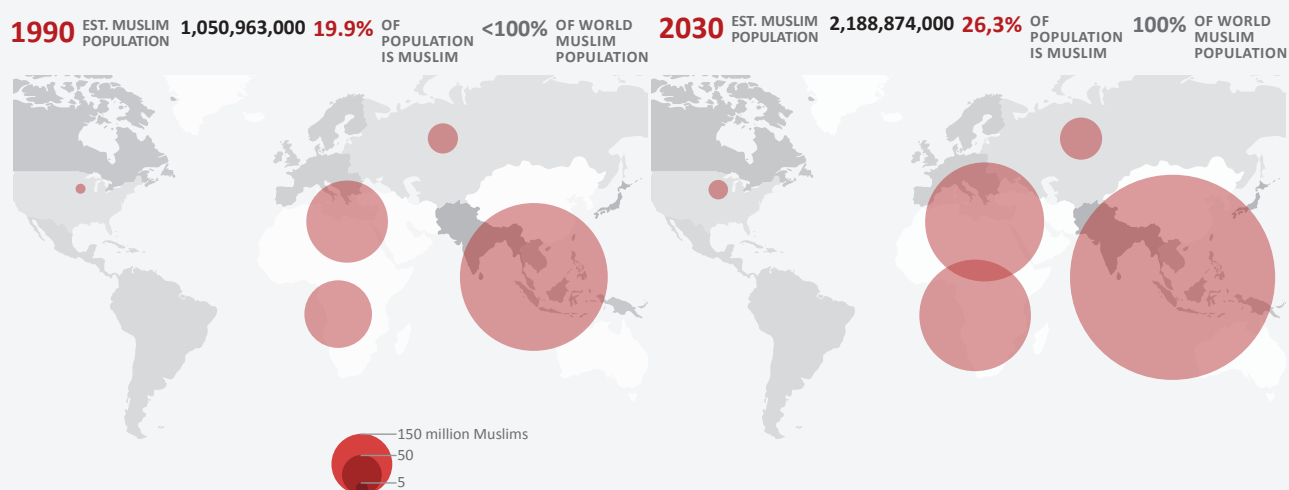 1990 EST. MUSLIM POPULATION 1,050,963,000 19.9% OF POPULATION IS MUSLIM <100% OF WORLD MUSLIM POPULATION
2030 EST. MUSLIM POPULATION 2,188,874,000 26,3% OF POPULATION IS MUSLIM 100% OF WORLD MUSLIM POPULATION
150 million Muslims
50
5